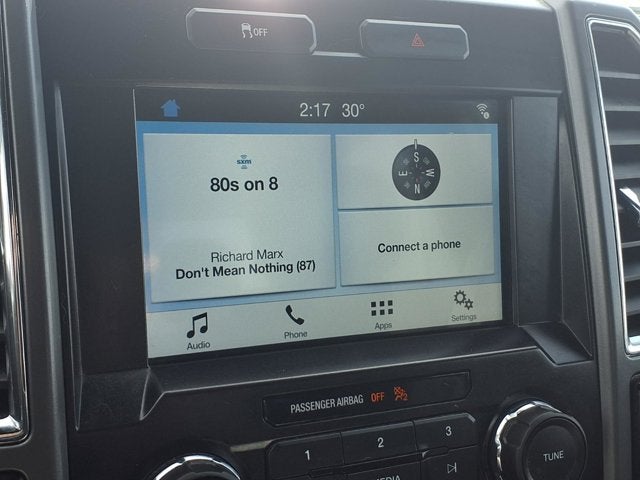 OFF
2:17 30°
sxm
80s on 8
Richard Marx
Don't Mean Nothing (87)
S
E W
N
Connect a phone
Audio Phone Apps Settings
PASSENGER AIRBAG OFF
1 2 3
MEDIA
TUNE